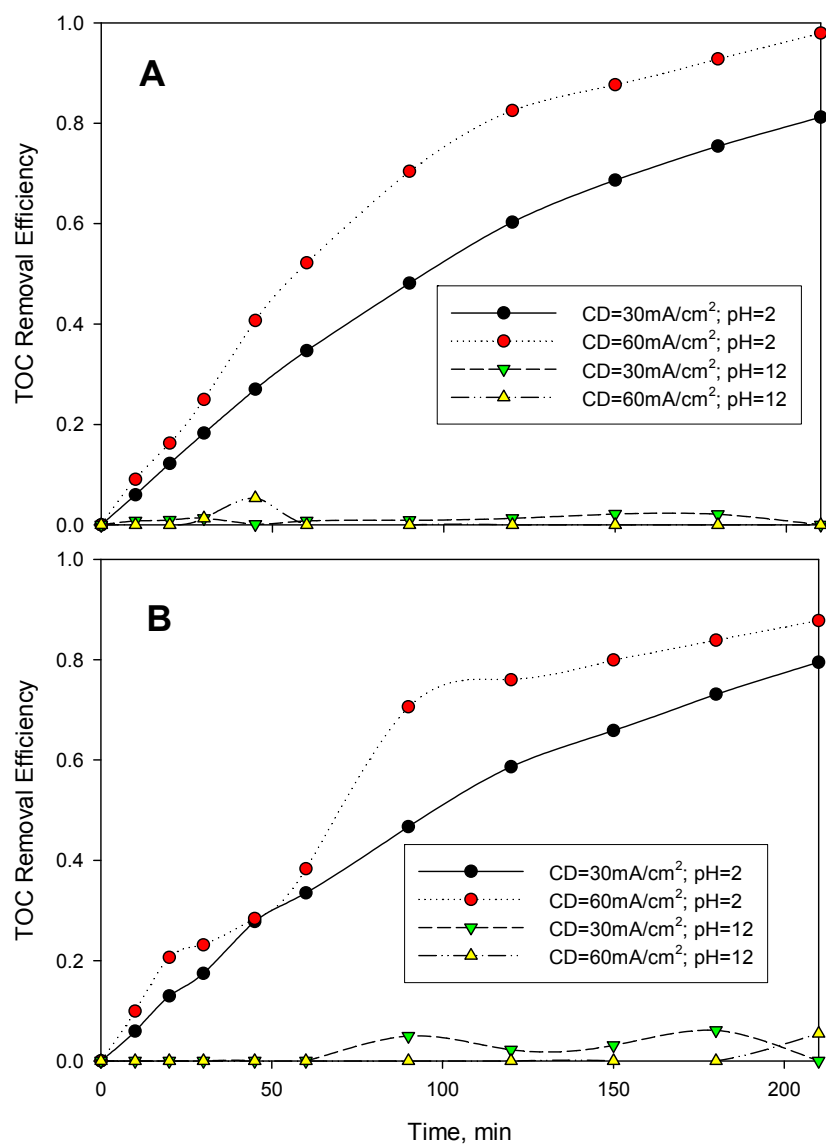 1.0
A
0.8
0.6
0.4
0.2
0.0
TOC Removal Efficiency
CD=30mA/cm²; pH=2
CD=60mA/cm²; pH=2
CD=30mA/cm²; pH=12
CD=60mA/cm²; pH=12
1.0
B
0.8
0.6
0.4
0.2
0.0
TOC Removal Efficiency
CD=30mA/cm²; pH=2
CD=60mA/cm²; pH=2
CD=30mA/cm²; pH=12
CD=60mA/cm²; pH=12
0 50 100 150 200
Time, min